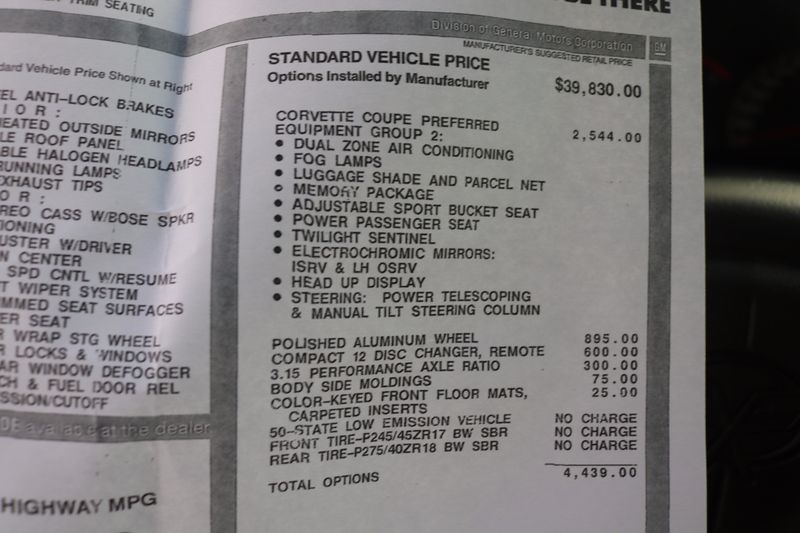 TRIM SEATING
THERE
Division of General Motors Corporation
GM
MANUFACTURER'S SUGGESTED RETAIL PRICE
STANDARD VEHICLE PRICE $39,830.00
Options Installed by Manufacturer
CORVETTE COUPE PREFERRED
EQUIPMENT GROUP 2: 2,544.00
• DUAL ZONE AIR CONDITIONING
• FOG LAMPS
• LUGGAGE SHADE AND PARCEL NET
• MEMORY PACKAGE
• ADJUSTABLE SPORT BUCKET SEAT
• POWER PASSENGER SEAT
• TWILIGHT SENTINEL
• ELECTROCHROMIC MIRRORS:
ISRV & LH OSRV
• HEAD UP DISPLAY
• STEERING: POWER TELESCOPING
& MANUAL TILT STEERING COLUMN
POLISHED ALUMINUM WHEEL 895.00
COMPACT 12 DISC CHANGER, REMOTE 600.00
3.15 PERFORMANCE AXLE RATIO 300.00
BODY SIDE MOLDINGS 75.00
COLOR-KEYED FRONT FLOOR MATS, 25.00
CARPETED INSERTS
50-STATE LOW EMISSION VEHICLE NO CHARGE
FRONT TIRE-P245/45ZR17 BW SBR NO CHARGE
REAR TIRE-P275/40ZR18 BW SBR NO CHARGE
TOTAL OPTIONS 4,439.00
dard Vehicle Price Shown at Right
EL ANTI-LOCK BRAKES
I O R :
EATED OUTSIDE MIRRORS
LE ROOF PANEL
BLE HALOGEN HEADLAMPS
RUNNING LAMPS
XHAUST TIPS
O R :
REO CASS W/BOSE SPKR
IONING
USTER W/DRIVER
N CENTER
SPD CNTL W/RESUME
T WIPER SYSTEM
MMED SEAT SURFACES
ER SEAT
R WRAP STG WHEEL
R LOCKS & WINDOWS
AR WINDOW DEFOGGER
CH & FUEL DOOR REL
SSION/CUTOFF
DE available at the dealer
HIGHWAY MPG